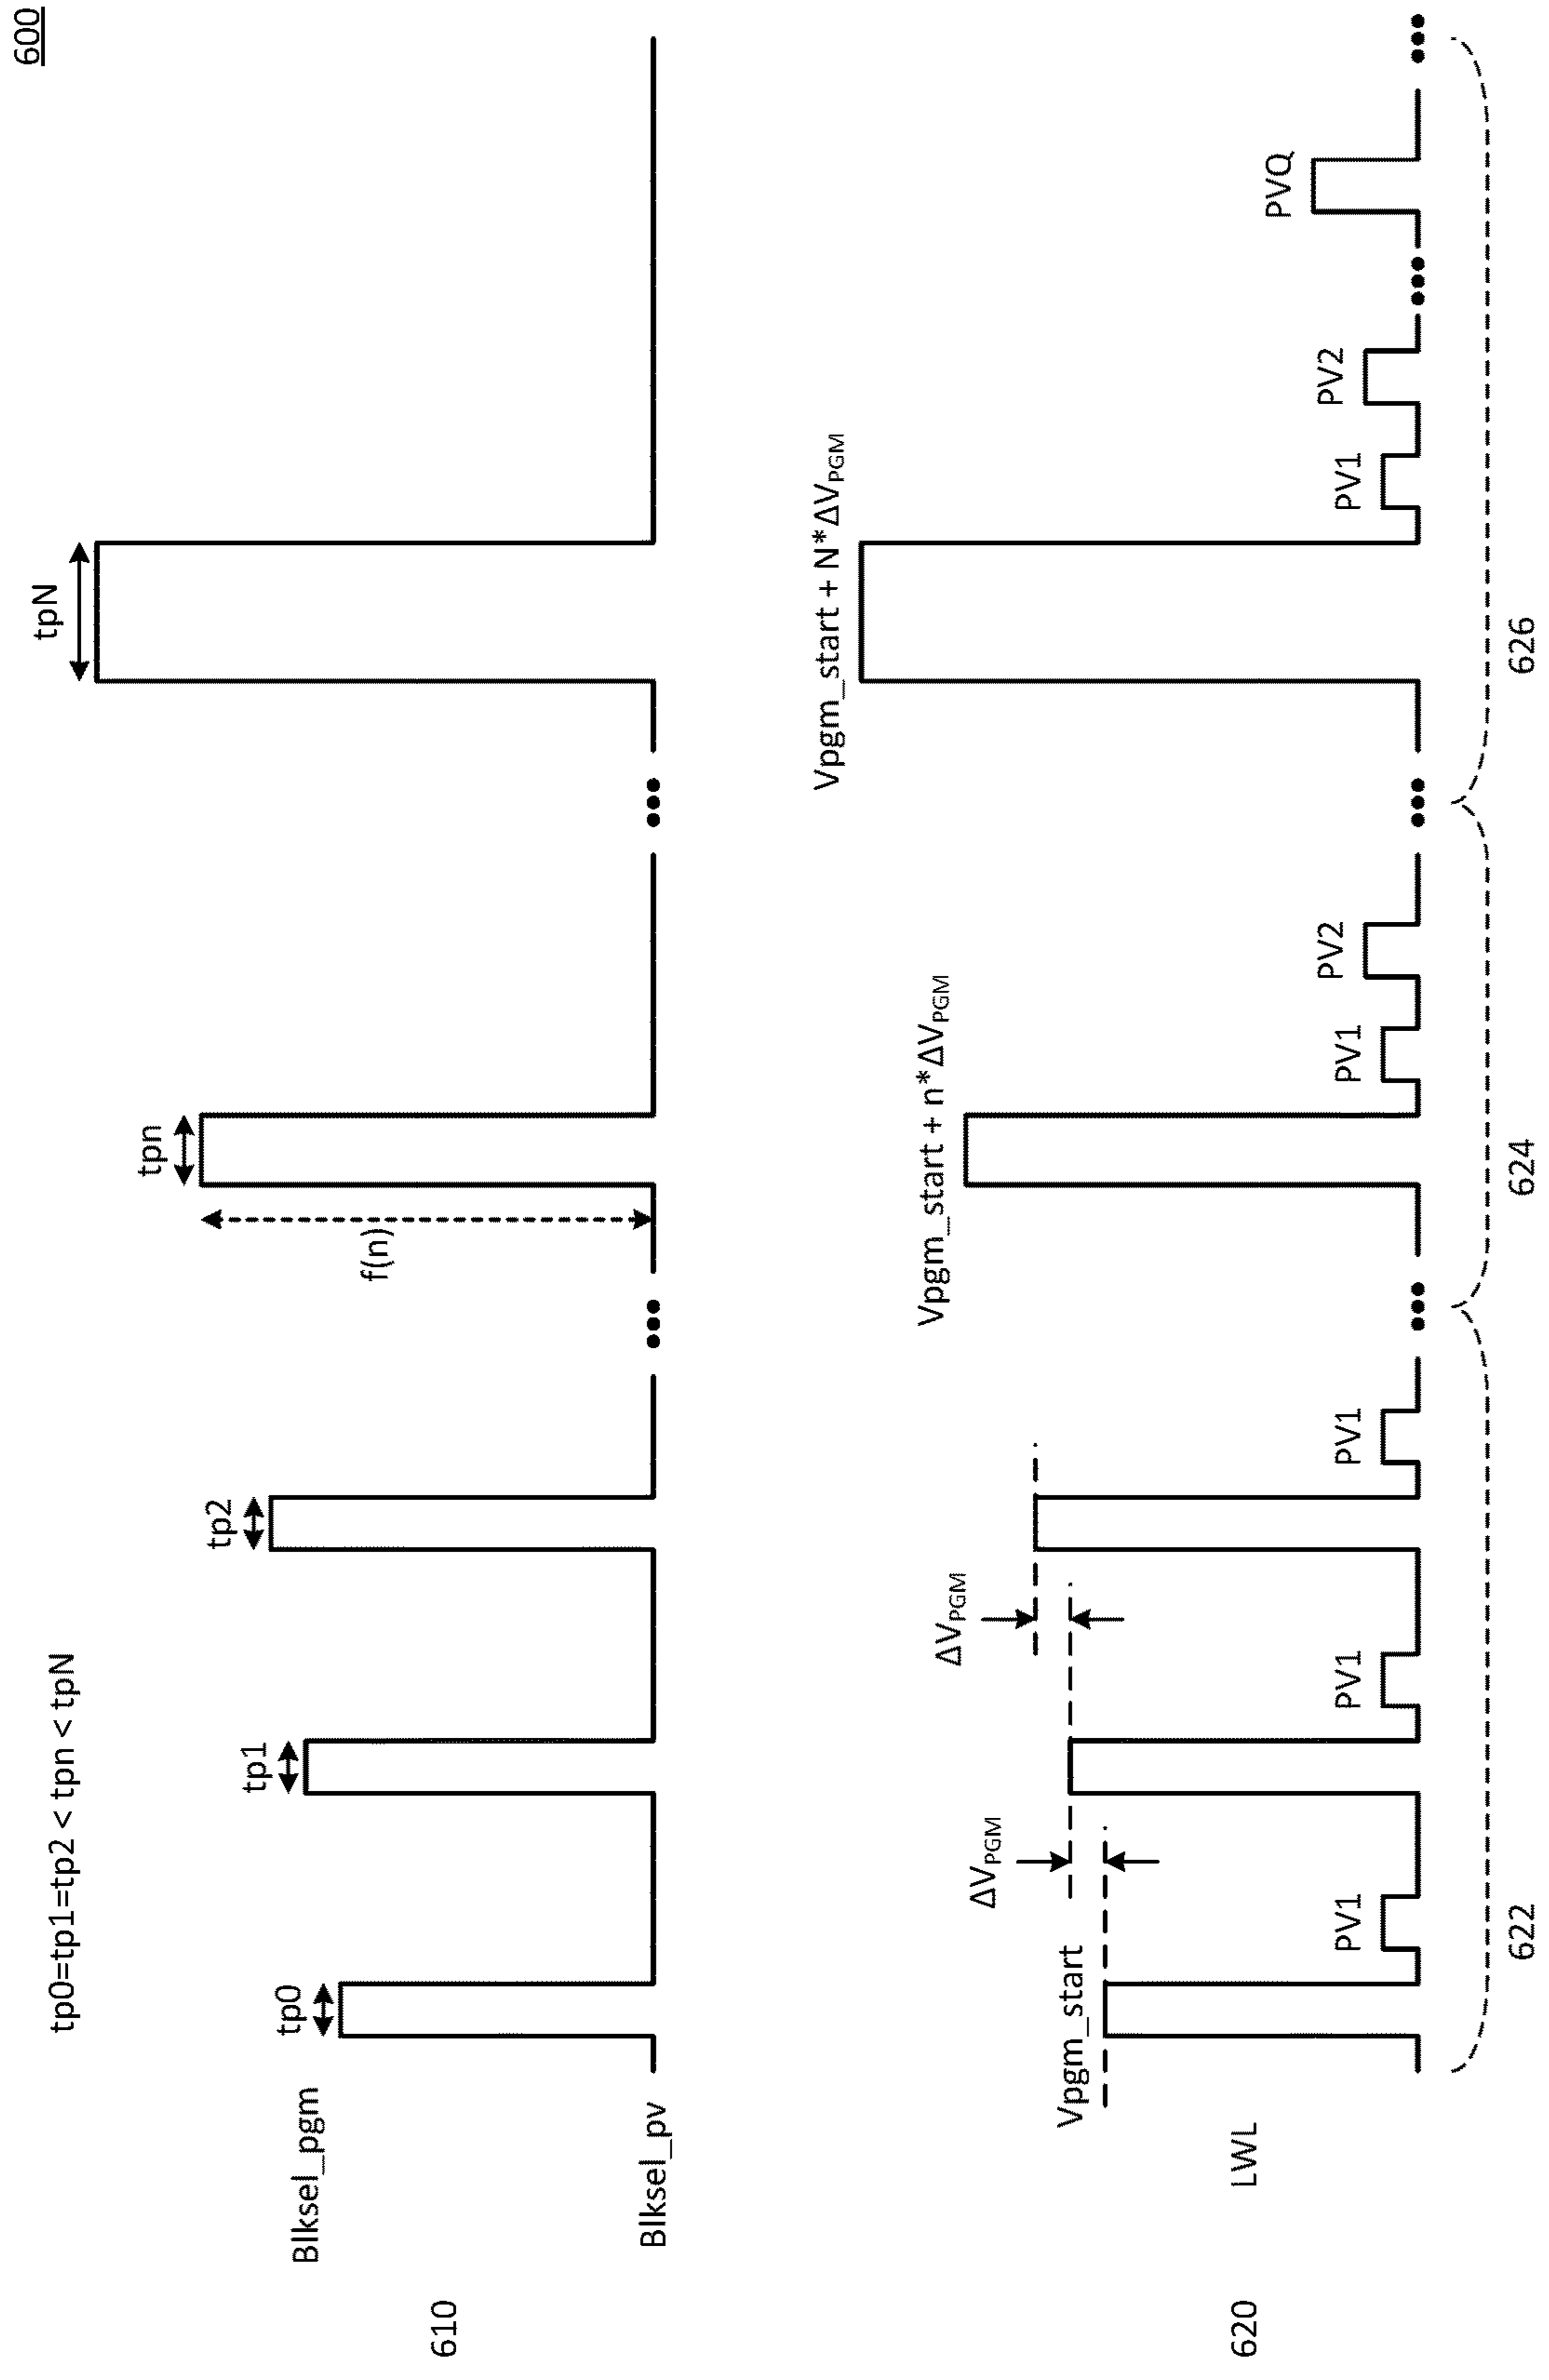 600
tp0=tp1=tp2 < tpn < tpN
610
Blksel_pgm
Blksel_pv
tp0
tp1
tp2
f(n)
tpn
tpN
620
LWL
Vpgm_start
ΔVPGM
ΔVPGM
Vpgm_start + n*ΔVPGM
Vpgm_start + N*ΔVPGM
PV1
PV1
PV1
PV1
PV2
PV1
PV2
PVQ
622
624
626